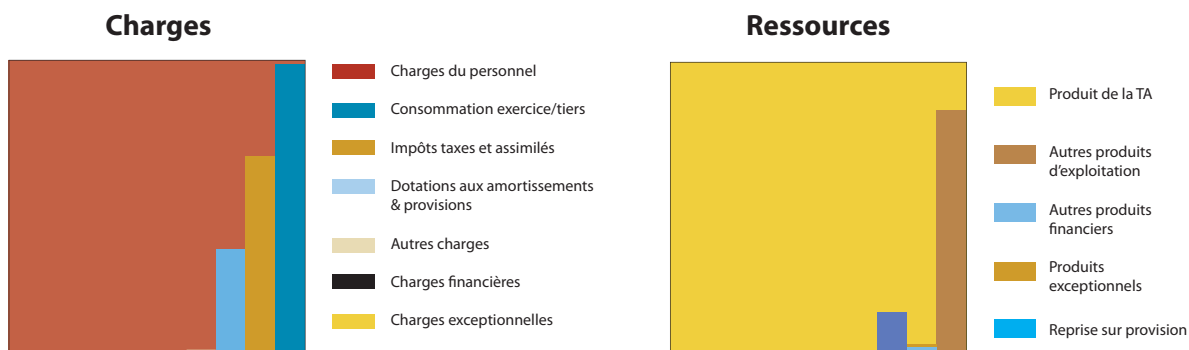 Charges
Charges du personnel
Consommation exercice/tiers
Impôts taxes et assimilés
Dotations aux amortissements
& provisions
Autres charges
Charges financières
Charges exceptionnelles
Ressources
Produit de la TA
Autres produits
d’exploitation
Autres produits
financiers
Produits
exceptionnels
Reprise sur provision